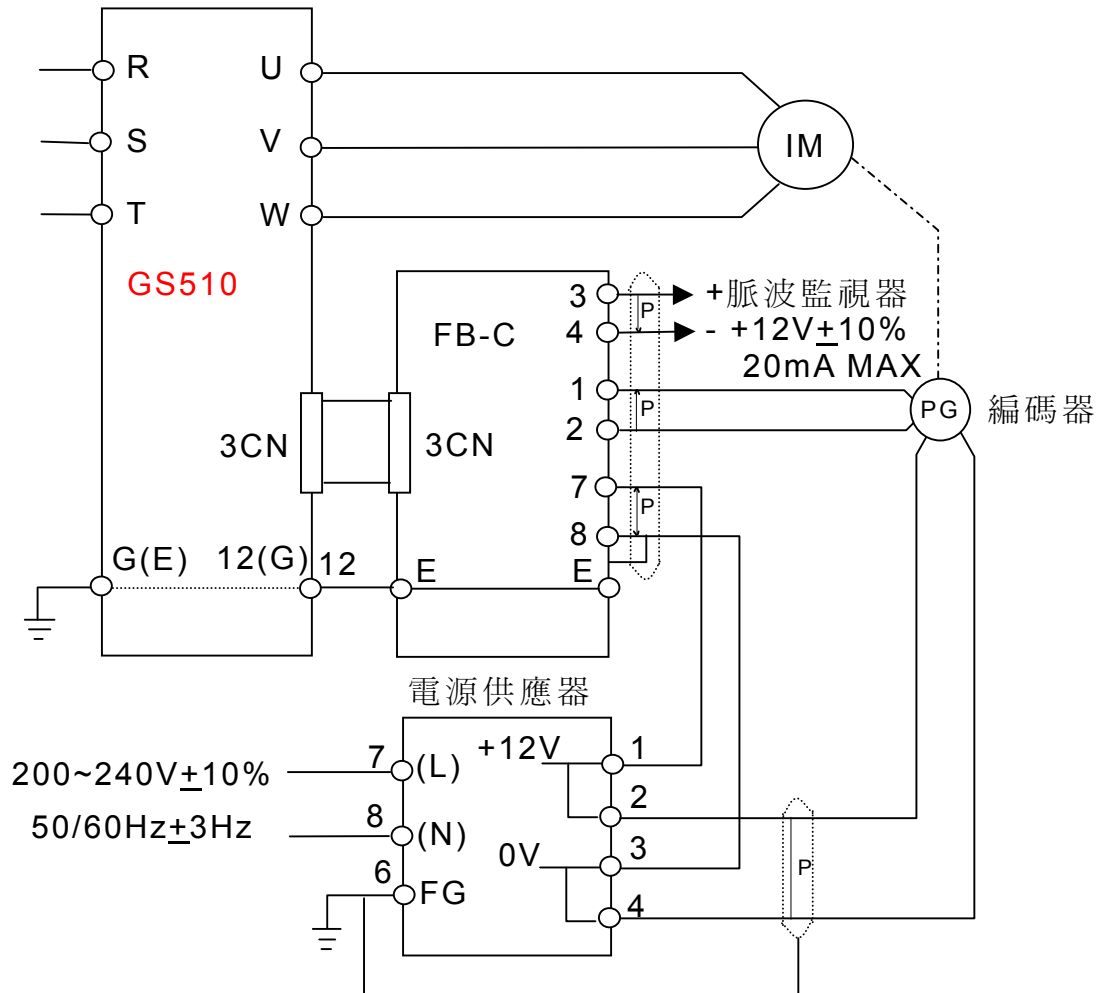 R
U
S
V
T
W
IM
GS510
FB-C
3
+脈波監視器
4
- +12V±10%
20mA MAX
P
1
2
P
PG
編碼器
3CN
3CN
7
8
P
G(E)
12(G)
12
E
E
電源供應器
200~240V±10%
7
(L)
+12V
1
2
50/60Hz±3Hz
8
(N)
0V
3
6
FG
4
P